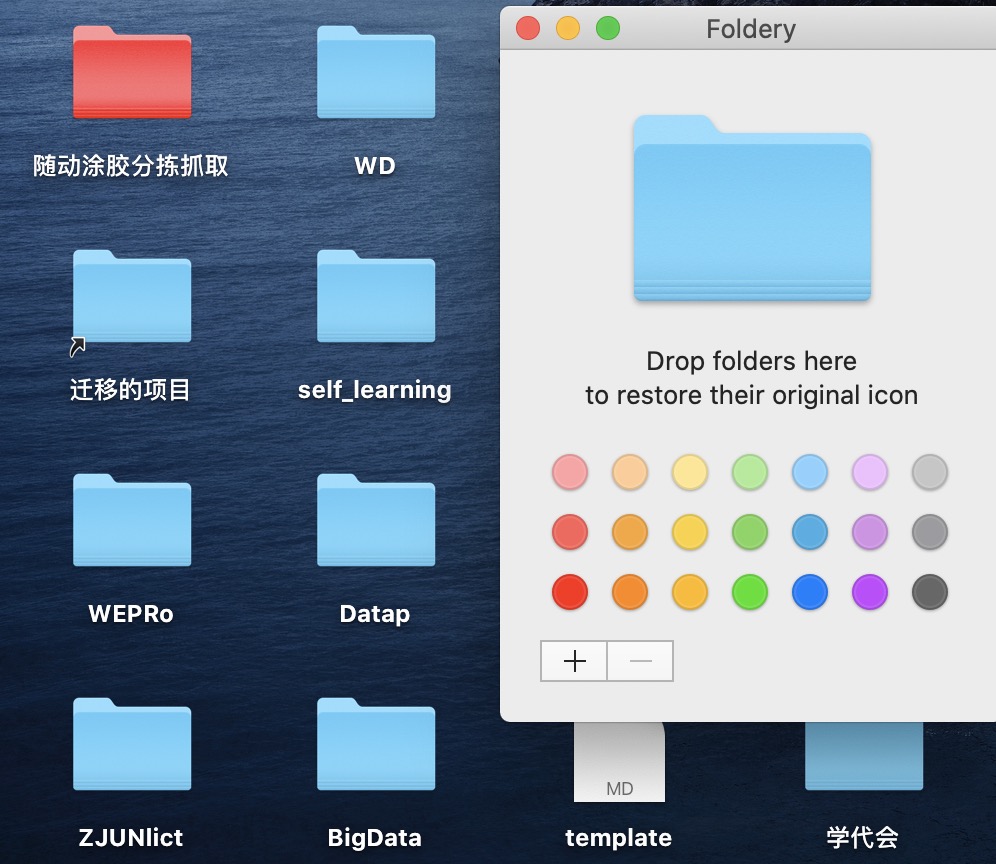 Foldery
随动涂胶分拣抓取
WD
迁移的项目
self_learning
Drop folders here
to restore their original icon
WEPRo
Datap
MD
ZJUNlict
BigData
template
学代会